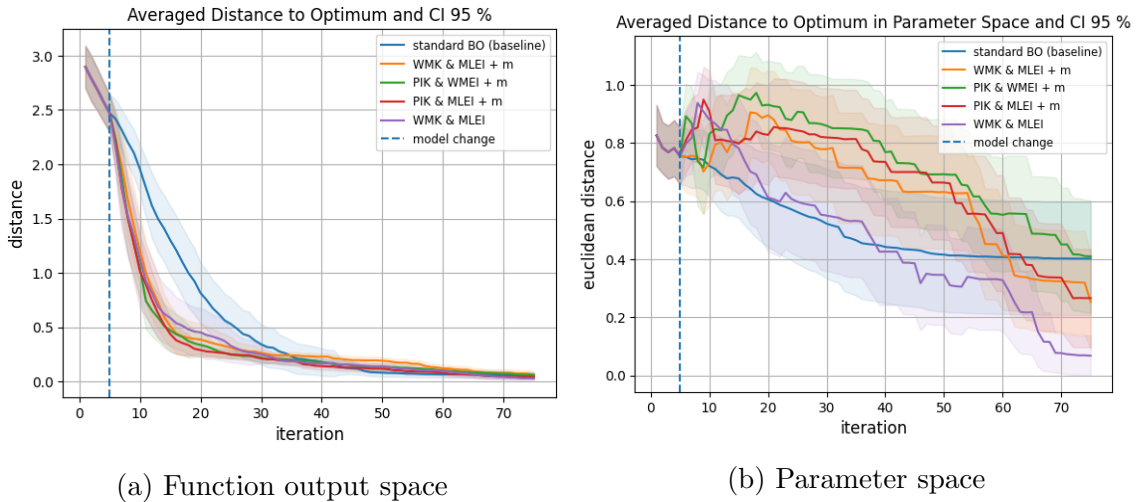 Averaged Distance to Optimum and CI 95 %
3.0
2.5
2.0
1.5
1.0
0.5
0.0
distance
0
10
20
30
40
50
60
70
iteration
standard BO (baseline)
WMK & MLEI + m
PIK & WMEI + m
PIK & MLEI + m
WMK & MLEI
model change
(a) Function output space
Averaged Distance to Optimum in Parameter Space and CI 95 %
1.0
0.8
0.6
0.4
0.2
0.0
euclidean distance
0
10
20
30
40
50
60
70
iteration
standard BO (baseline)
WMK & MLEI + m
PIK & WMEI + m
PIK & MLEI + m
WMK & MLEI
model change
(b) Parameter space